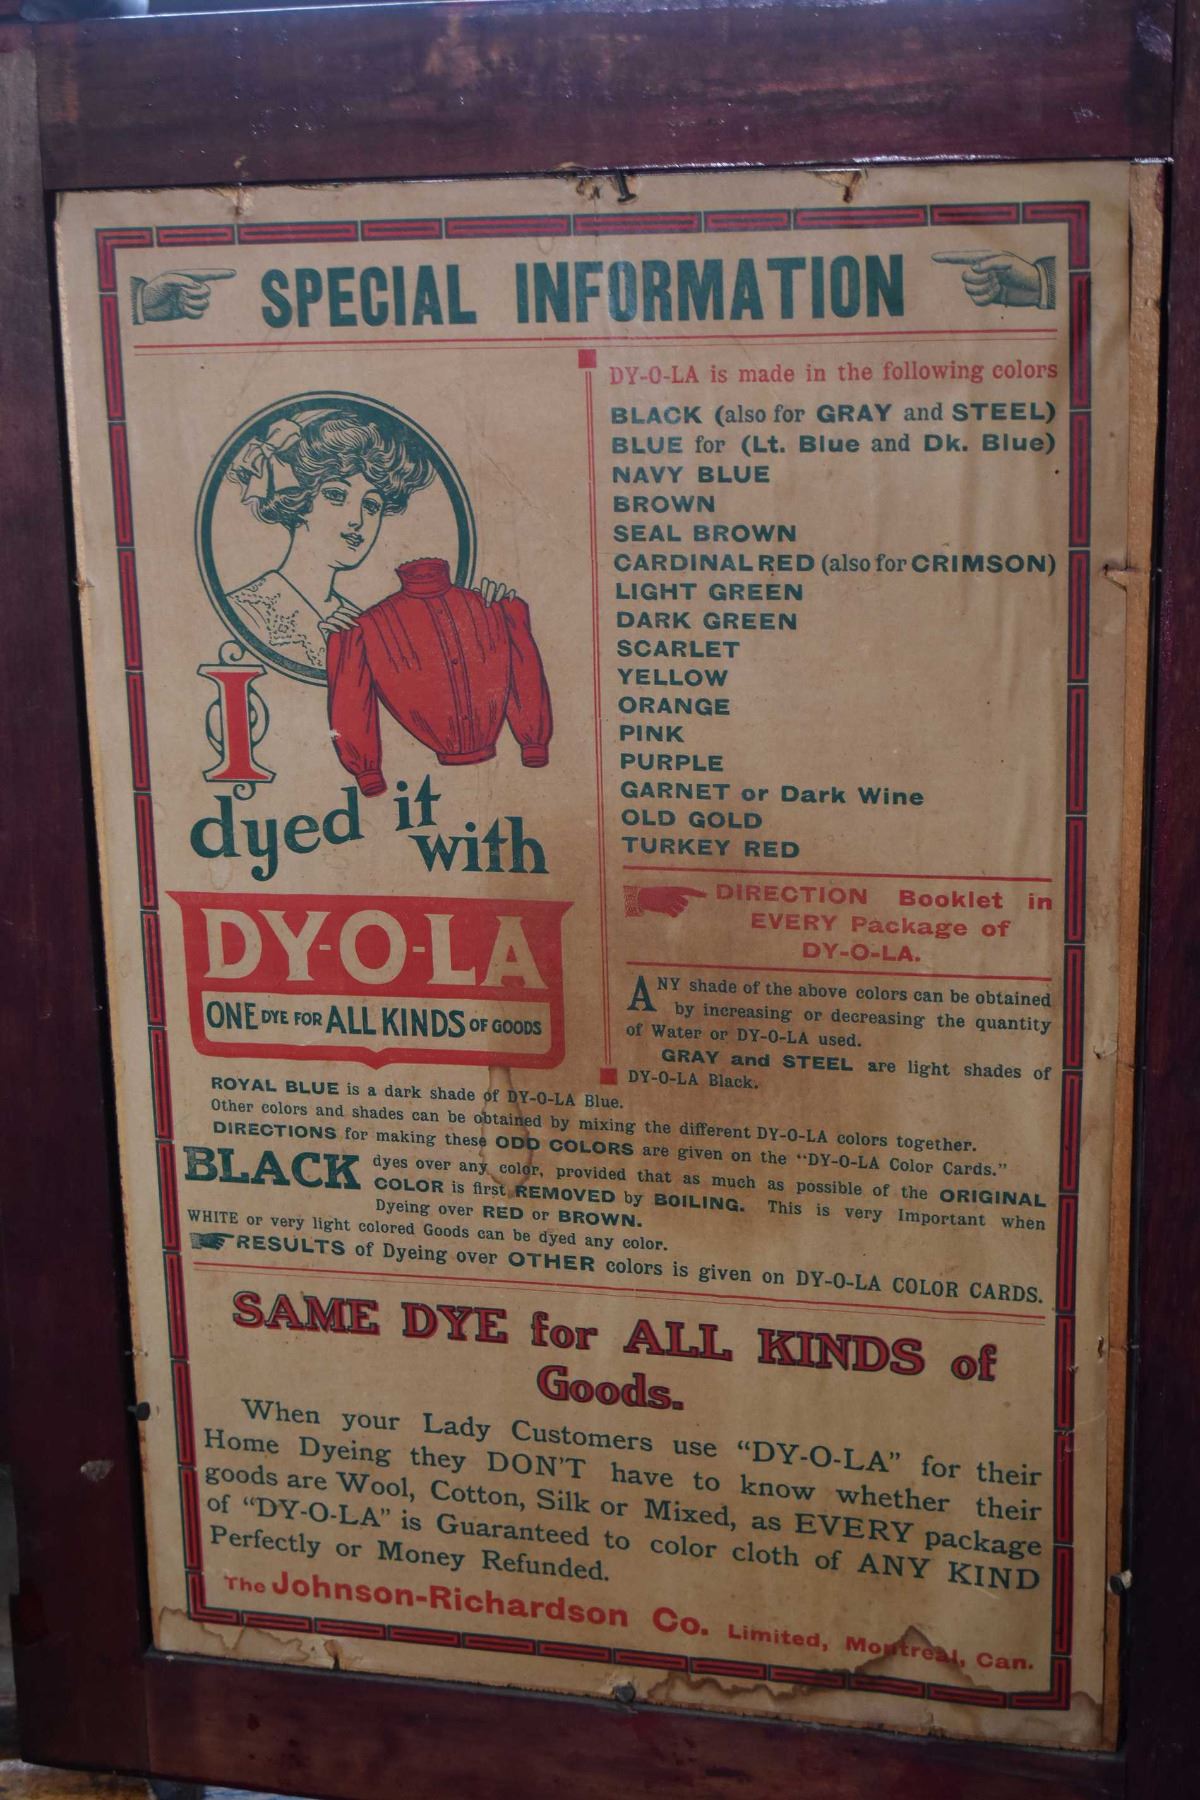 SPECIAL INFORMATION
I
dyed it
with
DY-O-LA
ONE DYE FOR ALL KINDS OF GOODS
DY-O-LA is made in the following colors
BLACK (also for GRAY and STEEL)
BLUE for (Lt. Blue and Dk. Blue)
NAVY BLUE
BROWN
SEAL BROWN
CARDINAL RED (also for CRIMSON)
LIGHT GREEN
DARK GREEN
SCARLET
YELLOW
ORANGE
PINK
PURPLE
GARNET or Dark Wine
OLD GOLD
TURKEY RED
DIRECTION Booklet in
EVERY Package of
DY-O-LA.
ANY shade of the above colors can be obtained
by increasing or decreasing the quantity
of Water or DY-O-LA used.
GRAY and STEEL are light shades of
DY-O-LA Black.
ROYAL BLUE is a dark shade of DY-O-LA Blue.
Other colors and shades can be obtained by mixing the different DY-O-LA colors together.
DIRECTIONS for making these ODD COLORS are given on the "DY-O-LA Color Cards."
BLACK dyes over any color, provided that as much as possible of the ORIGINAL
COLOR is first REMOVED by BOILING. This is very Important when
Dyeing over RED or BROWN.
WHITE or very light colored Goods can be dyed any color.
RESULTS of Dyeing over OTHER colors is given on DY-O-LA COLOR CARDS.
SAME DYE for ALL KINDS of
Goods.
When your Lady Customers use "DY-O-LA" for their
Home Dyeing they DON'T have to know whether their
goods are Wool, Cotton, Silk or Mixed, as EVERY package
of "DY-O-LA" is Guaranteed to color cloth of ANY KIND
Perfectly or Money Refunded.
The Johnson-Richardson Co. Limited, Montreal, Can.